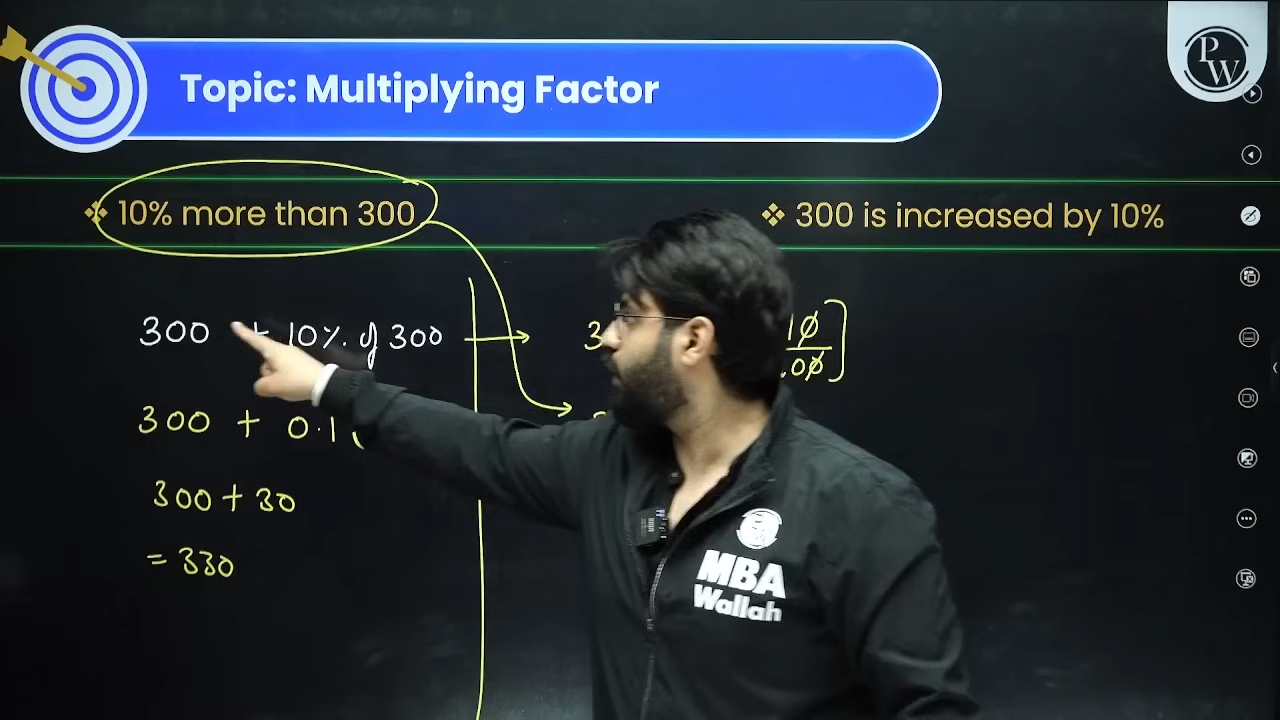 Topic: Multiplying Factor
PW
10% more than 300
300 is increased by 10%
300 + 10% of 300
300 + 0.1
300 + 30
= 330
MBA
Wallah